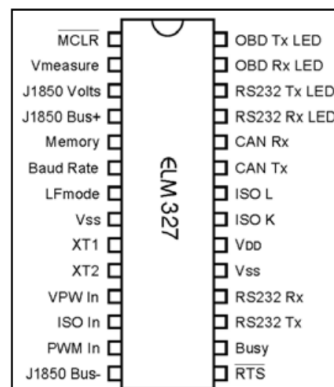 MCLR
Vmeasure
J1850 Volts
J1850 Bus+
Memory
Baud Rate
LFmode
Vss
XT1
XT2
VPW In
ISO In
PWM In
J1850 Bus-
ELM327
OBD Tx LED
OBD Rx LED
RS232 Tx LED
RS232 Rx LED
CAN Rx
CAN Tx
ISO L
ISO K
VDD
Vss
RS232 Rx
RS232 Tx
Busy
RTS